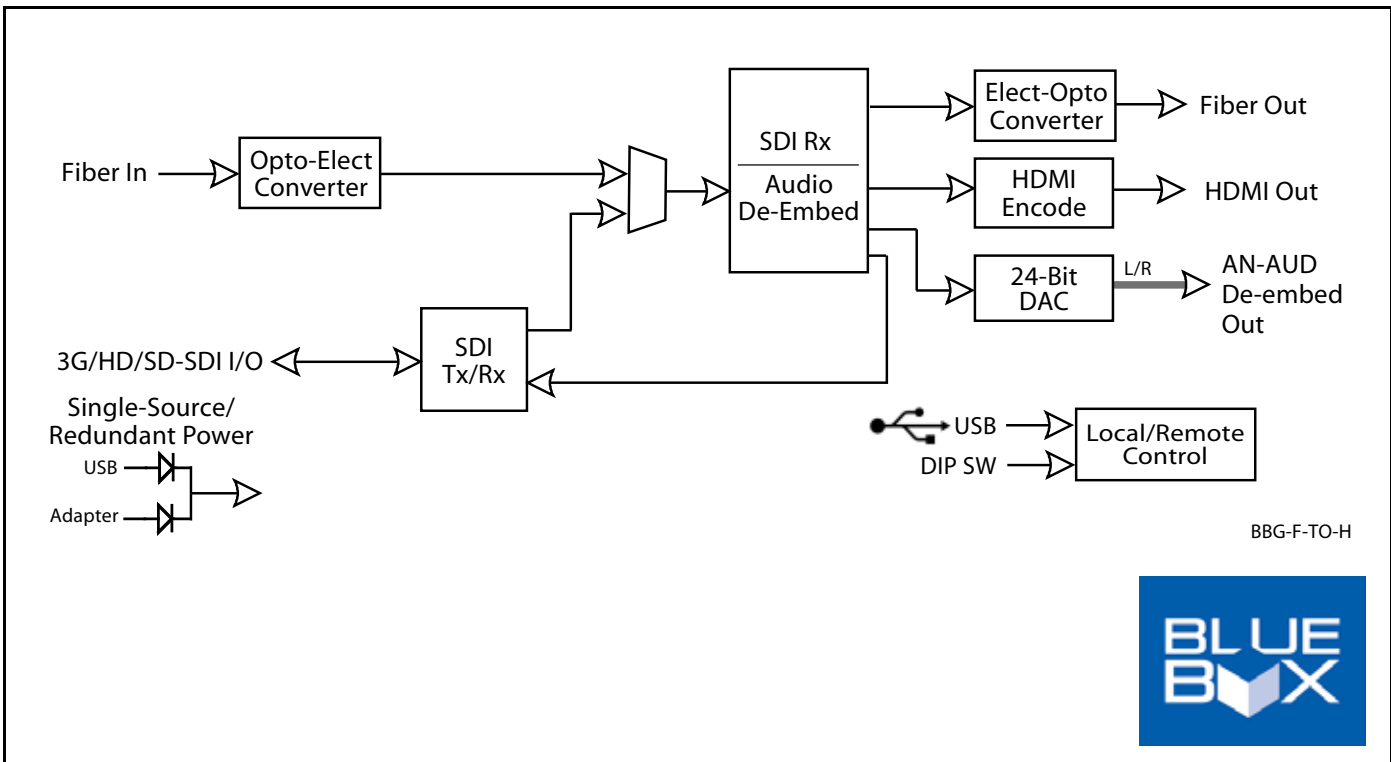 Fiber In
Opto-Elect
Converter
SDI Rx
Audio
De-Embed
Elect-Opto
Converter
Fiber Out
HDMI
Encode
HDMI Out
24-Bit
DAC
L/R
AN-AUD
De-embed
Out
3G/HD/SD-SDI I/O
SDI
Tx/Rx
Single-Source/
Redundant Power
USB
Adapter
USB
DIP SW
Local/Remote
Control
BBG-F-TO-H
BLUE
BOX